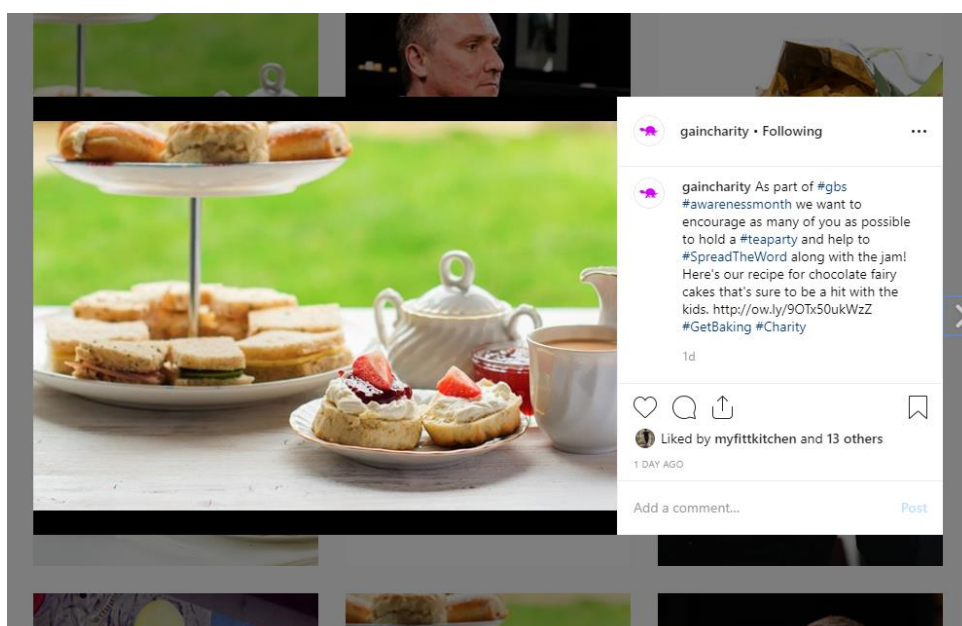 gaincharity • Following
gaincharity As part of #gbs
#awarenessmonth we want to
encourage as many of you as possible
to hold a #teaparty and help to
#SpreadTheWord along with the jam!
Here's our recipe for chocolate fairy
cakes that's sure to be a hit with the
kids. http://ow.ly/9OTx50ukWzZ
#GetBaking #Charity
1d
Liked by myfittkitchen and 13 others
1 DAY AGO
Add a comment... Post